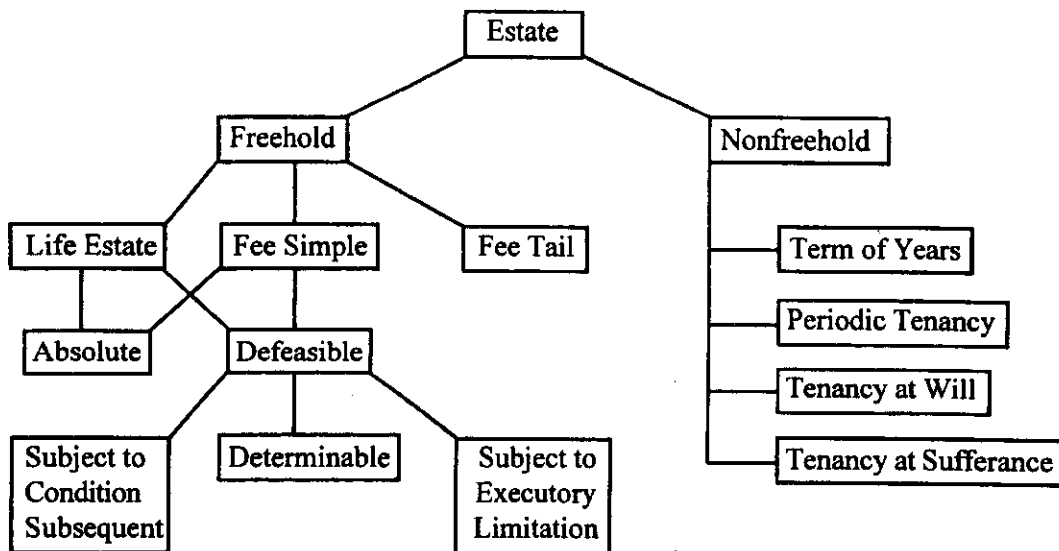 Estate
Freehold
Nonfreehold
Life Estate
Fee Simple
Fee Tail
Term of Years
Absolute
Defeasible
Periodic Tenancy
Tenancy at Will
Subject to
Condition
Subsequent
Determinable
Subject to
Executory
Limitation
Tenancy at Sufferance